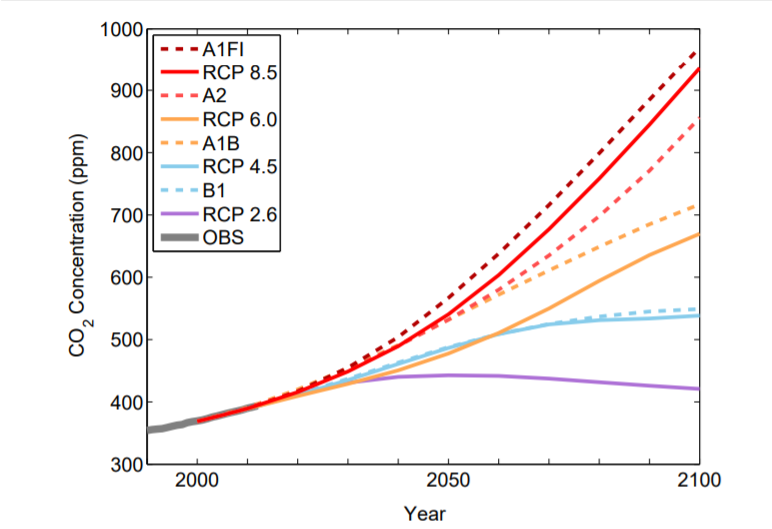 1000
900
800
700
600
500
400
300
CO2 Concentration (ppm)
A1FI
RCP 8.5
A2
RCP 6.0
A1B
RCP 4.5
B1
RCP 2.6
OBS
2000
2050
2100
Year